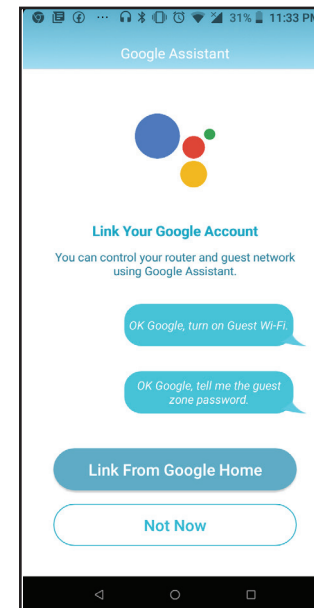 31% 11:33 PM
Google Assistant
Link Your Google Account
You can control your router and guest network
using Google Assistant.
OK Google, turn on Guest Wi-Fi.
OK Google, tell me the guest
zone password.
Link From Google Home
Not Now